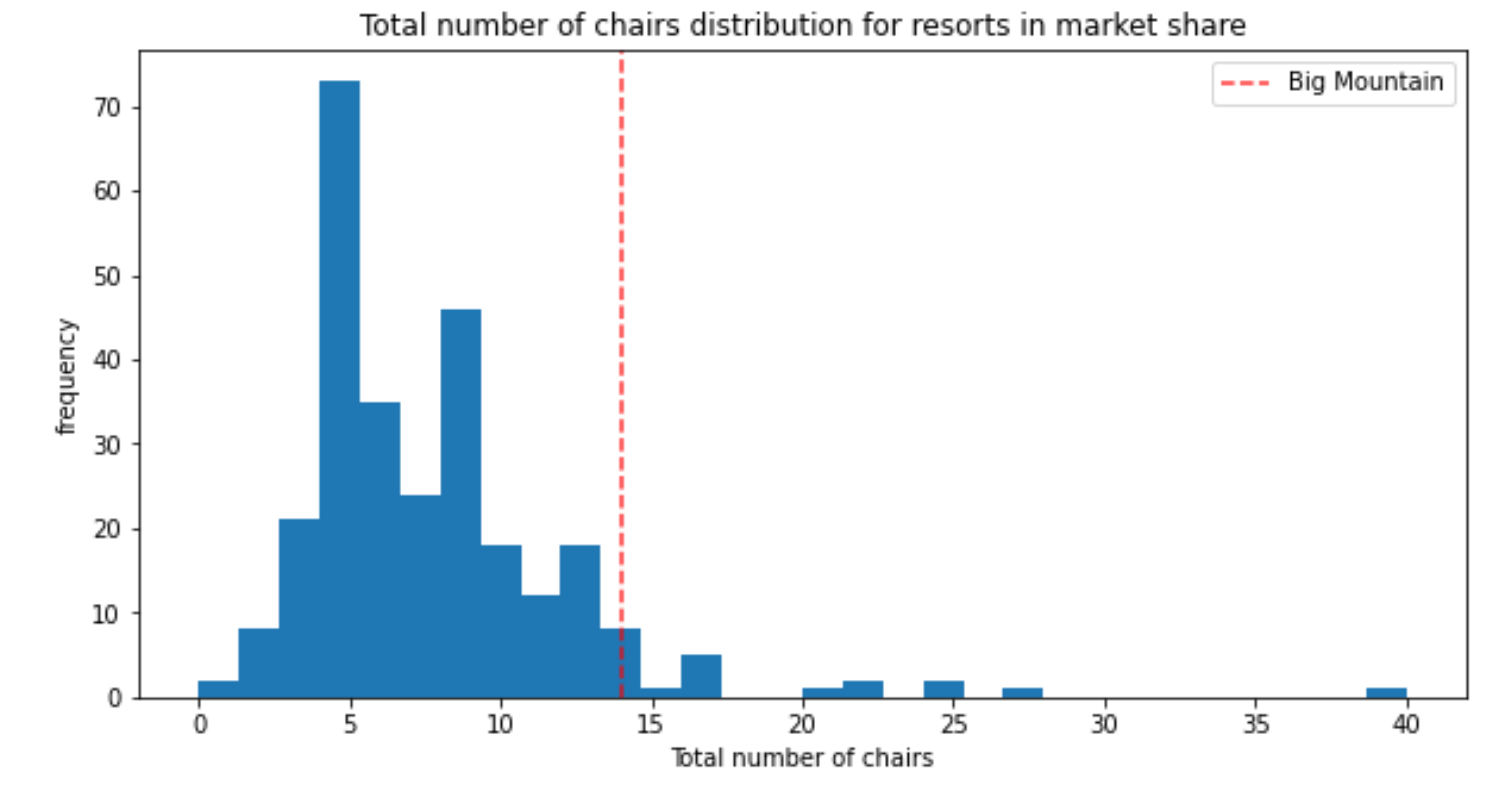 Total number of chairs distribution for resorts in market share
Big Mountain
70
60
50
40
30
20
10
0
frequency
0 5 10 15 20 25 30 35 40
Total number of chairs